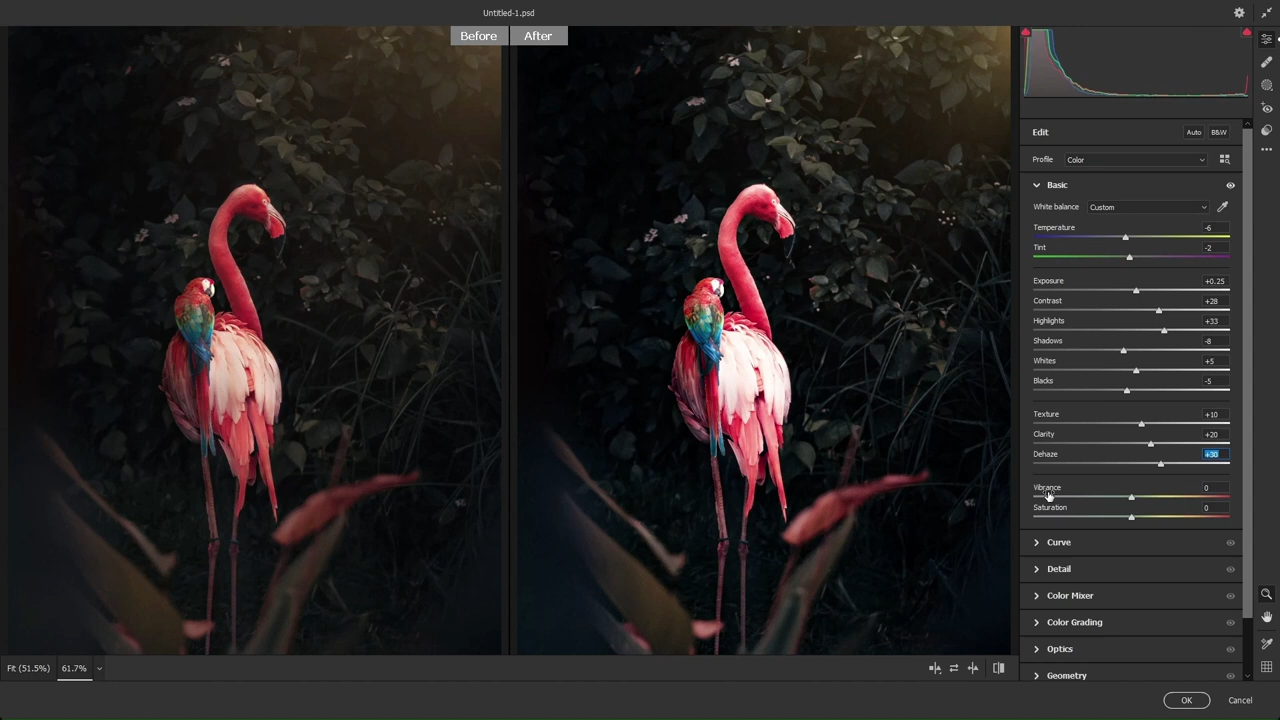 Untitled-1.psd
Before
After
Edit
Auto
B&W
Profile
Color
Basic
White balance
Custom
Temperature
-6
Tint
-2
Exposure
+0.25
Contrast
+28
Highlights
+33
Shadows
-8
Whites
+5
Blacks
-5
Texture
+10
Clarity
+20
Dehaze
+30
Vibrance
0
Saturation
0
Curve
Detail
Color Mixer
Color Grading
Optics
Geometry
Fit (51.5%)
61.7%
OK
Cancel